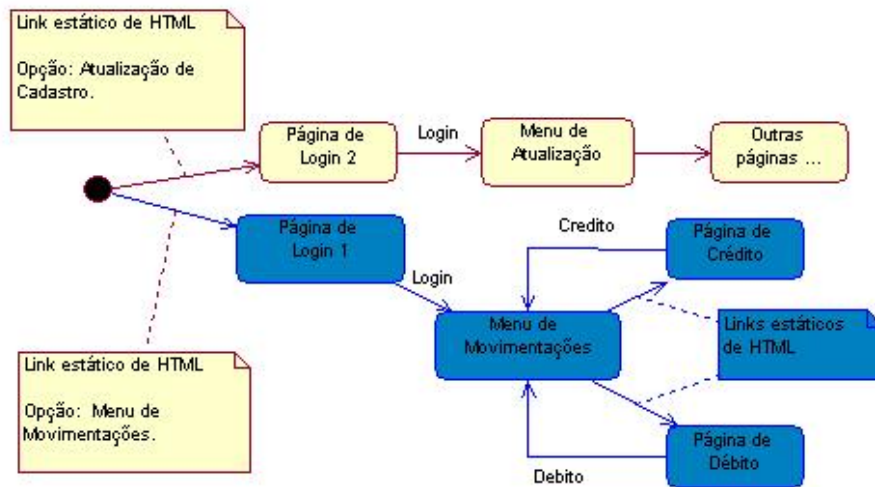 Link estático de HTML
Opção: Atualização de
Cadastro.
Página de
Login 2
Login
Menu de
Atualização
Outras
páginas ...
Página de
Login 1
Login
Credito
Página de
Crédito
Menu de
Movimentações
Links estáticos
de HTML
Link estático de HTML
Opção: Menu de
Movimentações.
Debito
Página de
Débito